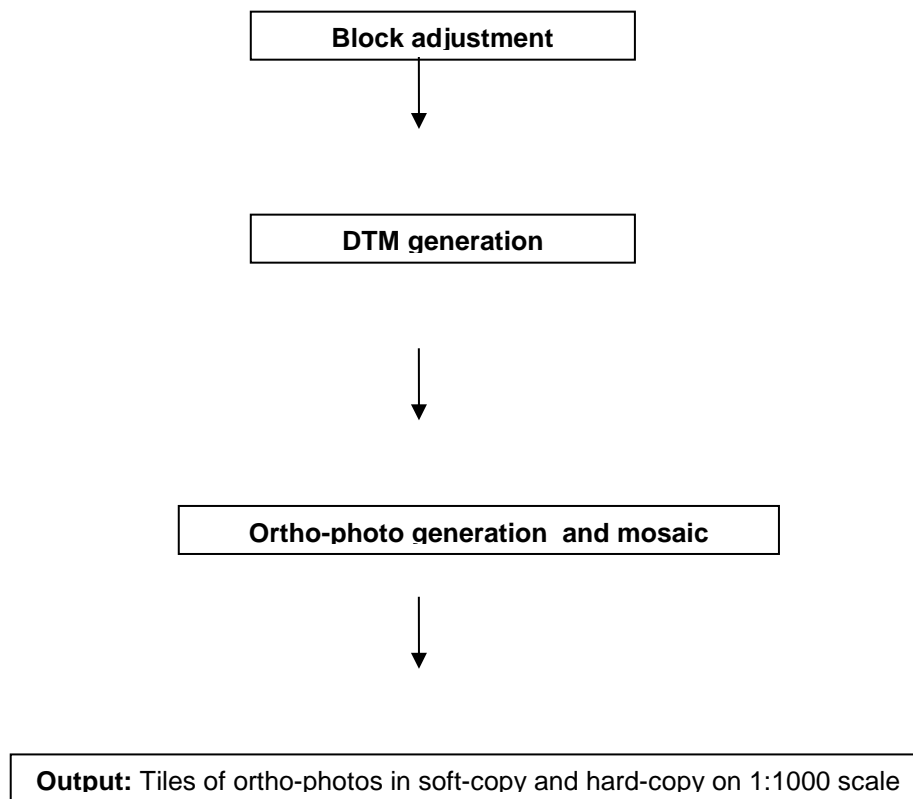 Block adjustment
DTM generation
Ortho-photo generation and mosaic
Output: Tiles of ortho-photos in soft-copy and hard-copy on 1:1000 scale